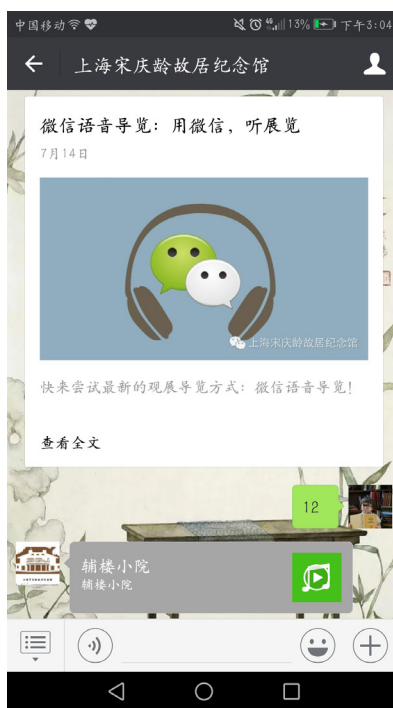 中国移动
46
13%
下午3:04
上海宋庆龄故居纪念馆
微信语音导览：用微信，听展览
7月14日
上海宋庆龄故居纪念馆
快来尝试最新的观展导览方式：微信语音导览！
查看全文
12
辅楼小院
辅楼小院